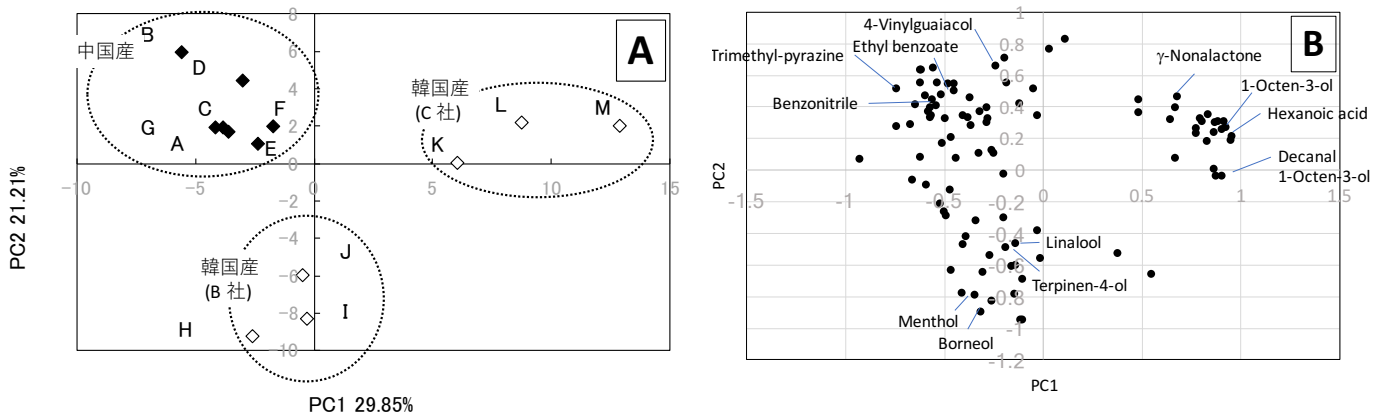 8
6
4
2
0
-2
-4
-6
-8
-10
-10
-5
0
5
10
15
PC2 21.21%
PC1 29.85%
A
中国産
B
D
C
F
G
A
E
韓国産
(C 社)
L
M
K
韓国産
(B 社)
J
I
H
1
0.8
0.6
0.4
0.2
0
-0.2
-0.4
-0.6
-0.8
-1
-1.2
-1.5
-1
-0.5
0
0.5
1
1.5
PC2
PC1
B
4-Vinylguaiacol
Trimethyl-pyrazine
Ethyl benzoate
Benzonitrile
γ-Nonalactone
1-Octen-3-ol
Hexanoic acid
Decanal
1-Octen-3-ol
Linalool
Terpinen-4-ol
Menthol
Borneol